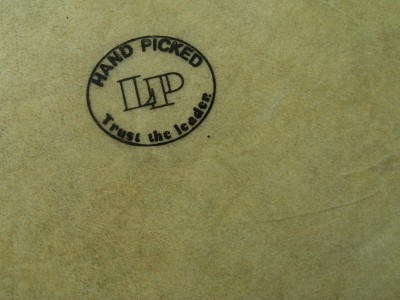 HAND PICKED
LP
Trust the leader.